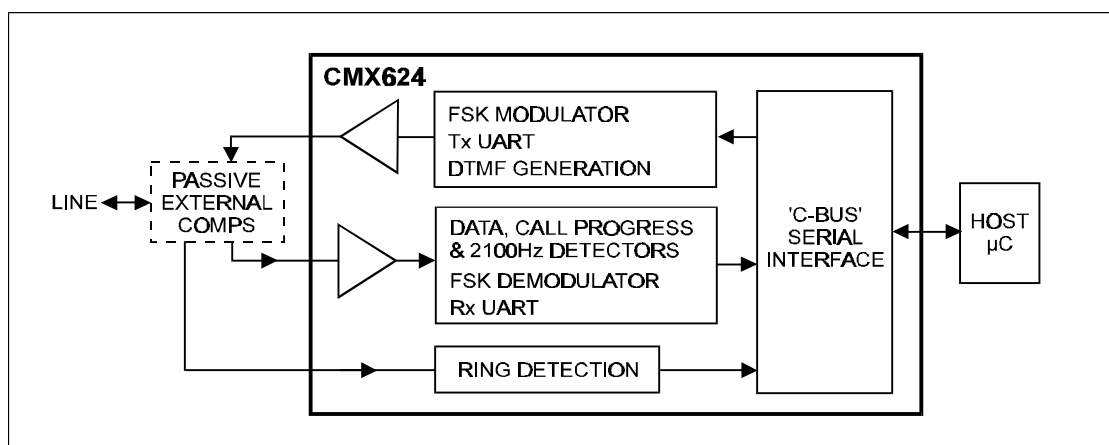 CMX624
FSK MODULATOR
Tx UART
DTMF GENERATION
LINE
PASSIVE
EXTERNAL
COMPS
DATA, CALL PROGRESS
& 2100Hz DETECTORS
FSK DEMODULATOR
Rx UART
RING DETECTION
'C-BUS'
SERIAL
INTERFACE
HOST
µC